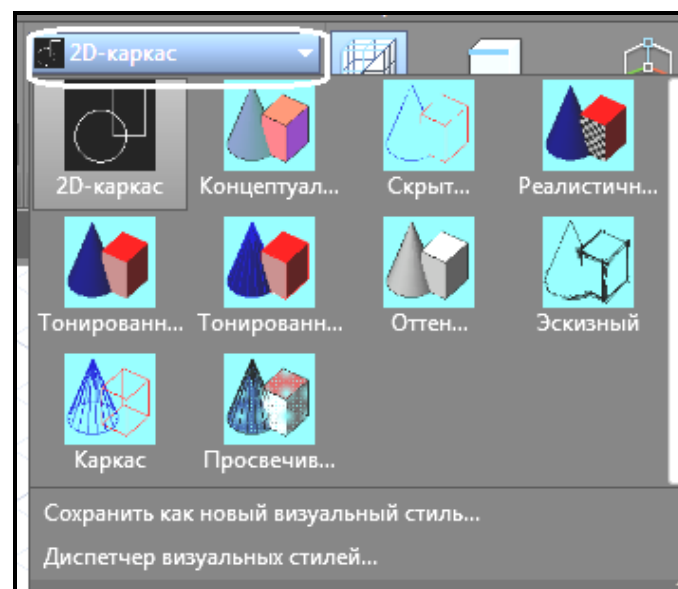 2D-каркас
2D-каркас Концептуал... Скрыт... Реалистичн...
Тонированн... Тонированн... Оттен... Эскизный
Каркас Просвечив...
Сохранить как новый визуальный стиль...
Диспетчер визуальных стилей...